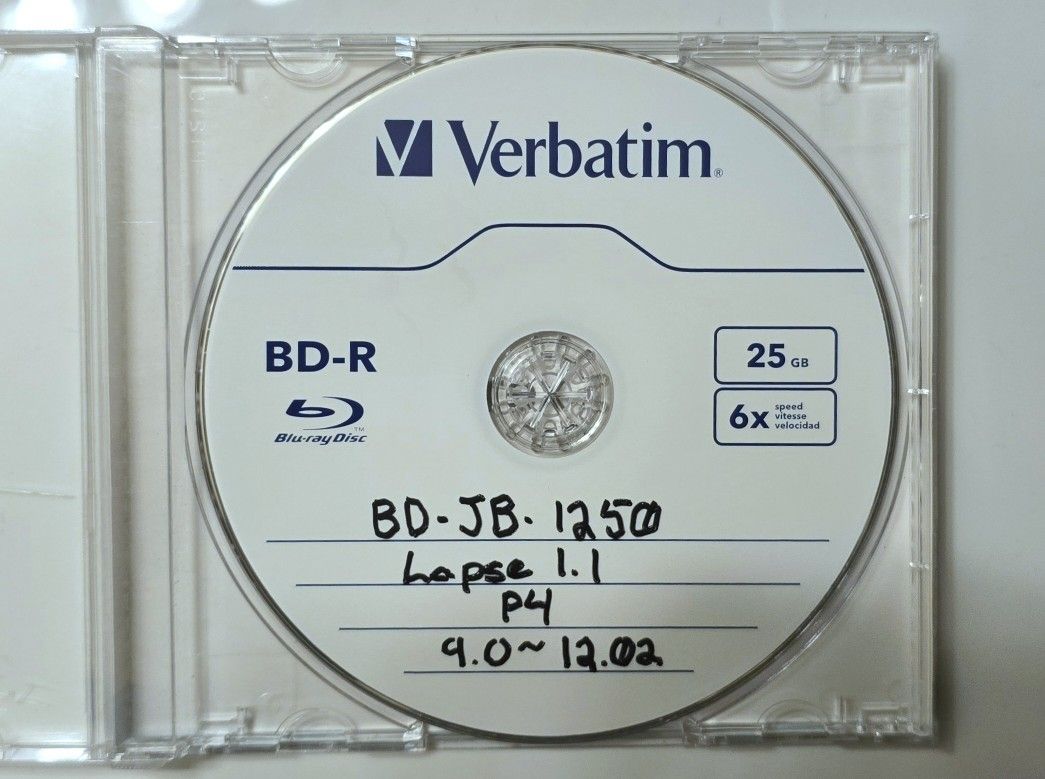 Verbatim®
BD-R
25 GB
Blu-ray Disc™
6x speed
vitesse
velocidad
BD-JB-1250
Lapse 1.1
P4
9.0~12.02